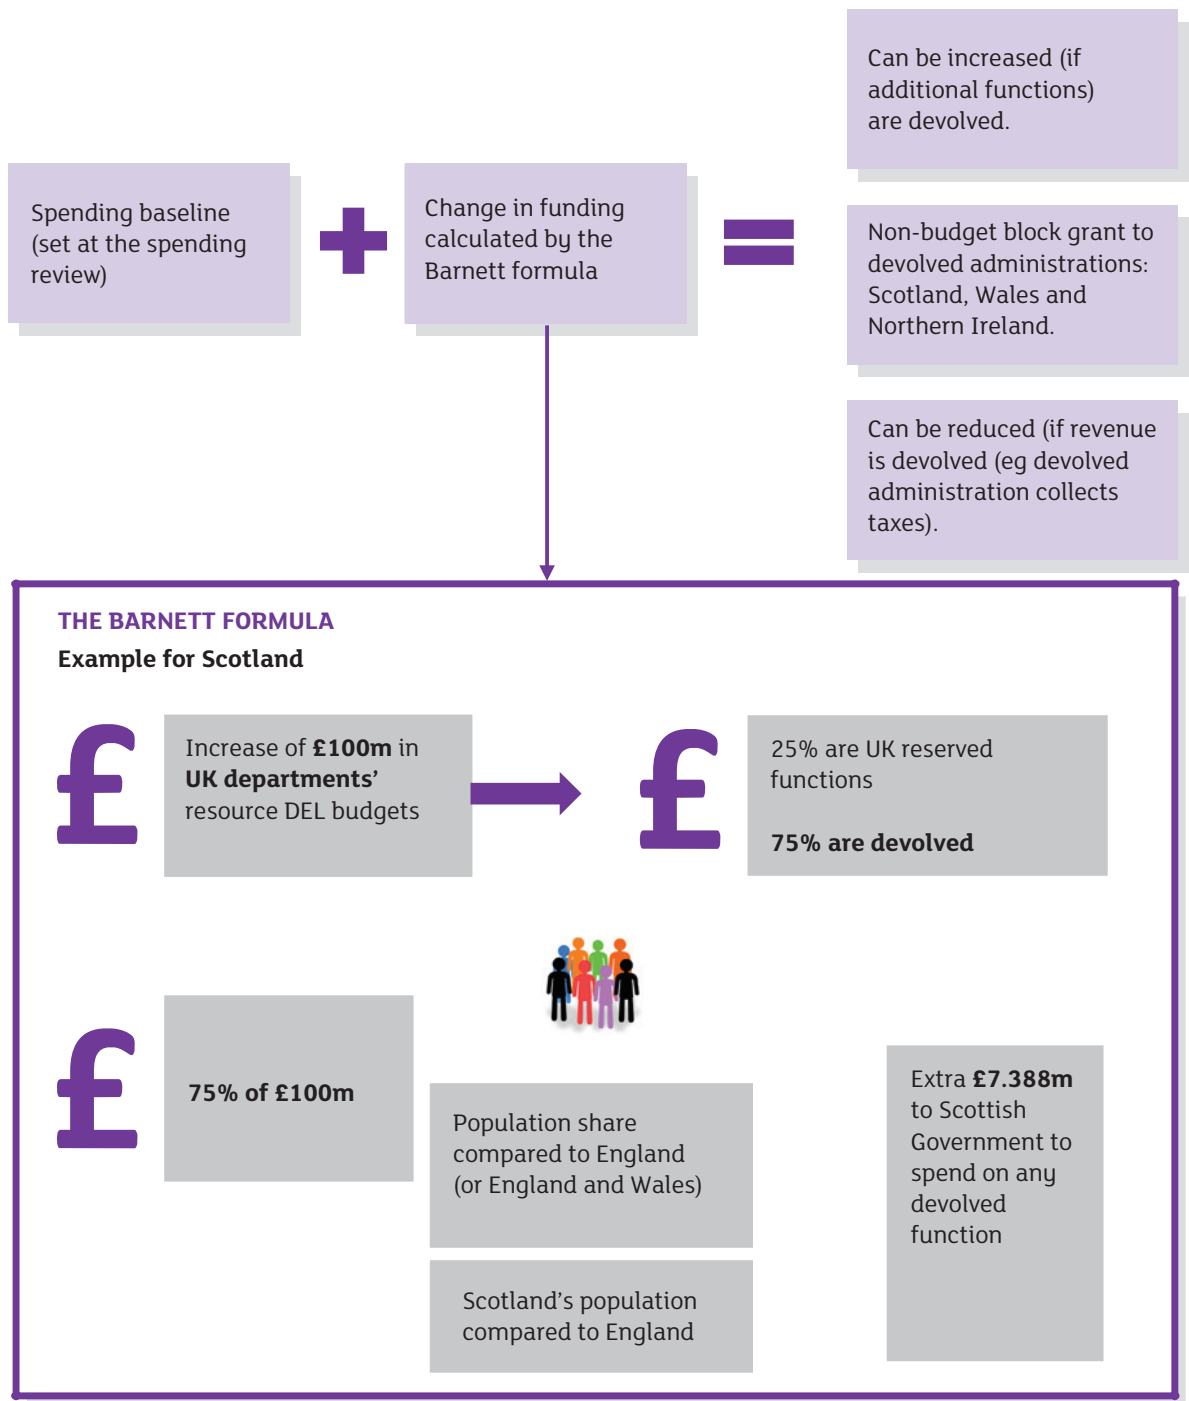 Spending baseline
(set at the spending
review)
Change in funding
calculated by the
Barnett formula
Can be increased (if
additional functions)
are devolved.
Non-budget block grant to
devolved administrations:
Scotland, Wales and
Northern Ireland.
Can be reduced (if revenue
is devolved (eg devolved
administration collects
taxes).
THE BARNETT FORMULA
Example for Scotland
£
Increase of £100m in
UK departments’
resource DEL budgets
£
25% are UK reserved
functions
75% are devolved
£
75% of £100m
Population share
compared to England
(or England and Wales)
Scotland’s population
compared to England
Extra £7.388m
to Scottish
Government to
spend on any
devolved
function